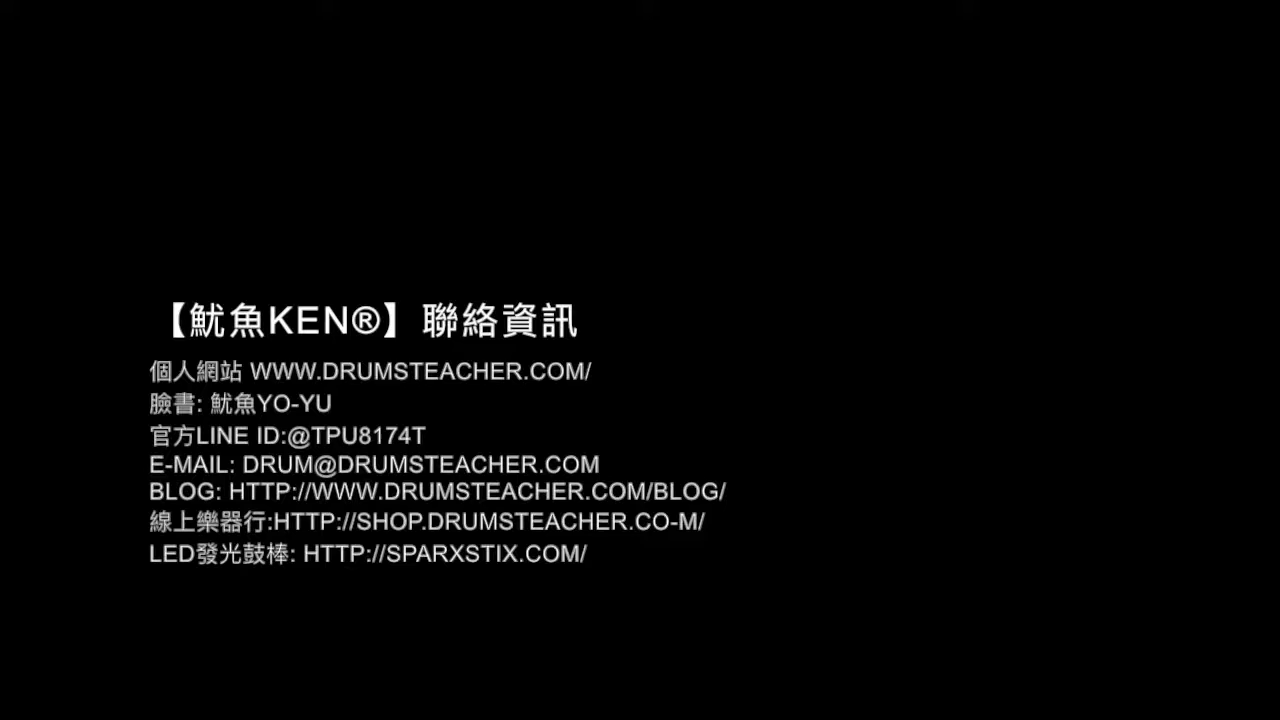 【魷魚KEN®】聯絡資訊
個人網站 WWW.DRUMSTEACHER.COM/
臉書: 魷魚YO-YU
官方LINE ID:@TPU8174T
E-MAIL: DRUM@DRUMSTEACHER.COM
BLOG: HTTP://WWW.DRUMSTEACHER.COM/BLOG/
線上樂器行:HTTP://SHOP.DRUMSTEACHER.CO-M/
LED發光鼓棒: HTTP://SPARXSTIX.COM/